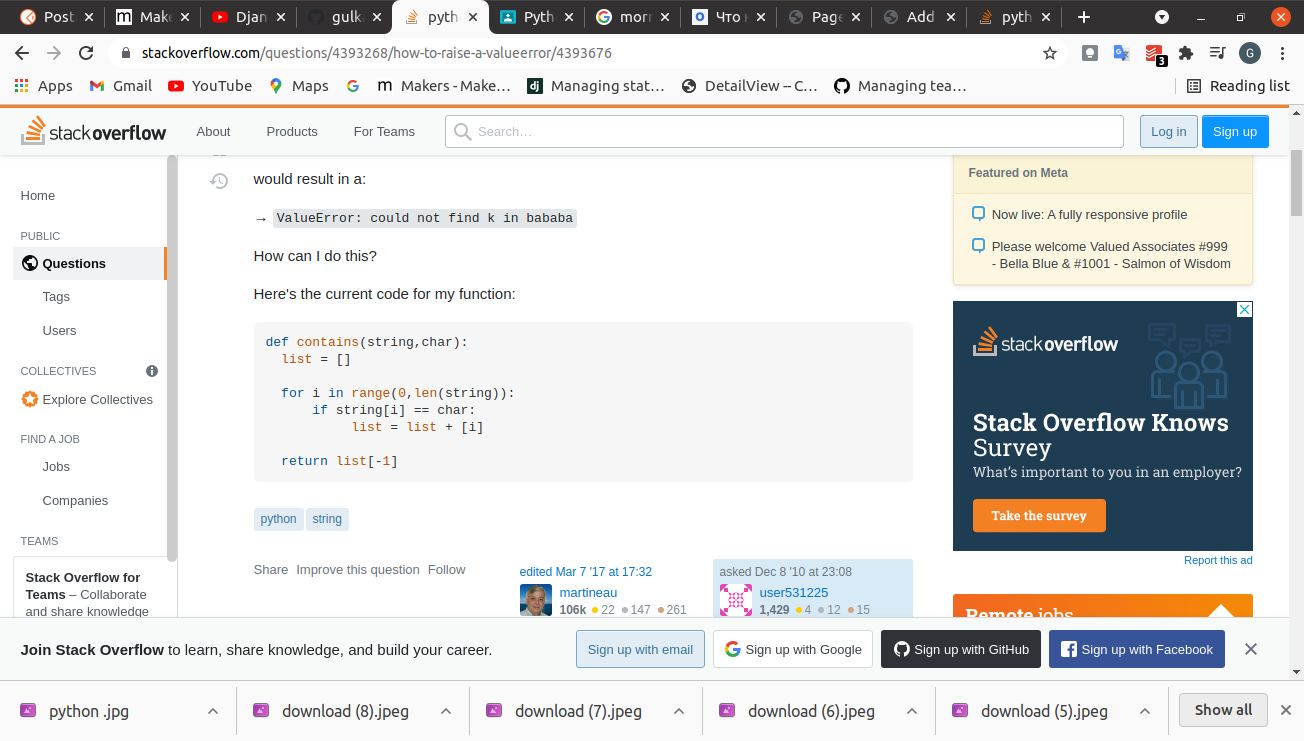 Post
Make
Djan
gulka
pyth
Pyth
morr
Что
Page
Add
pyth
stackoverflow.com/questions/4393268/how-to-raise-a-valueerror/4393676
3
G
Apps
Gmail
YouTube
Maps
Makers - Make…
Managing stat…
DetailView -- C…
Managing tea…
Reading list
stackoverflow
About
Products
For Teams
Search…
Log in
Sign up
Home
PUBLIC
Questions
Tags
Users
COLLECTIVES
Explore Collectives
FIND A JOB
Jobs
Companies
TEAMS
Stack Overflow for
Teams – Collaborate
and share knowledge
would result in a:
→ ValueError: could not find k in bababa
How can I do this?
Here's the current code for my function:
def contains(string,char):
list = []
for i in range(0,len(string)):
if string[i] == char:
list = list + [i]
return list[-1]
python string
Share Improve this question Follow
edited Mar 7 '17 at 17:32
martineau
106k 22 147 261
asked Dec 8 '10 at 23:08
user531225
1,429 4 12 15
Featured on Meta
Now live: A fully responsive profile
Please welcome Valued Associates #999
- Bella Blue & #1001 - Salmon of Wisdom
stackoverflow
Stack Overflow Knows
Survey
What's important to you in an employer?
Take the survey
Report this ad
Remote jobs
Join Stack Overflow to learn, share knowledge, and build your career.
Sign up with email
Sign up with Google
Sign up with GitHub
Sign up with Facebook
python .jpg
download (8).jpeg
download (7).jpeg
download (6).jpeg
download (5).jpeg
Show all